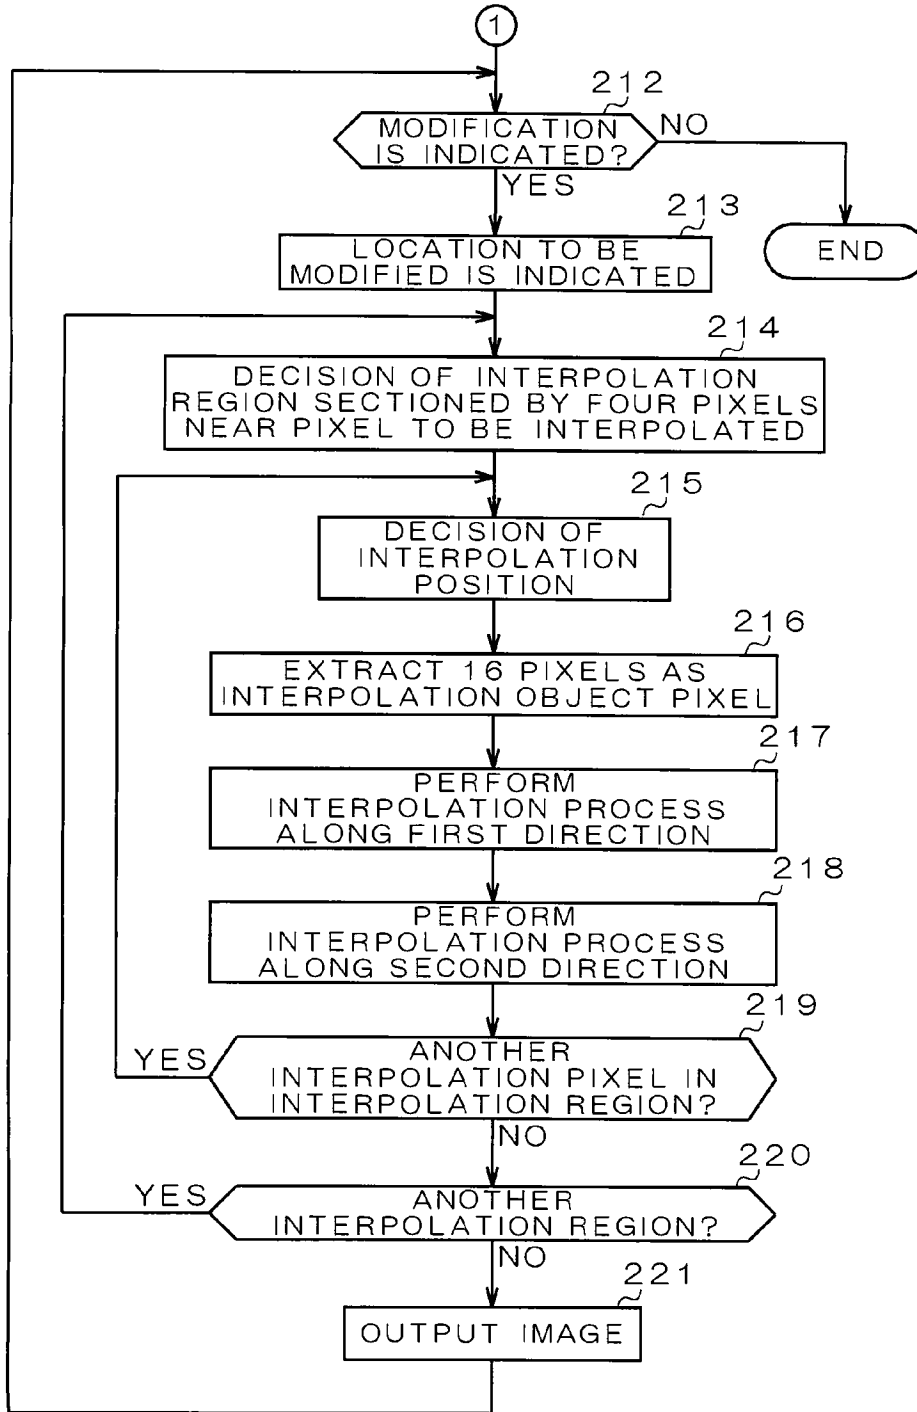 1
212
MODIFICATION
IS INDICATED?
NO
YES
213
LOCATION TO BE
MODIFIED IS INDICATED
END
214
DECISION OF INTERPOLATION
REGION SECTIONED BY FOUR PIXELS
NEAR PIXEL TO BE INTERPOLATED
215
DECISION OF
INTERPOLATION
POSITION
216
EXTRACT 16 PIXELS AS
INTERPOLATION OBJECT PIXEL
217
PERFORM
INTERPOLATION PROCESS
ALONG FIRST DIRECTION
218
PERFORM
INTERPOLATION PROCESS
ALONG SECOND DIRECTION
219
YES
ANOTHER
INTERPOLATION PIXEL IN
INTERPOLATION REGION?
NO
220
YES
ANOTHER
INTERPOLATION REGION?
NO
221
OUTPUT IMAGE